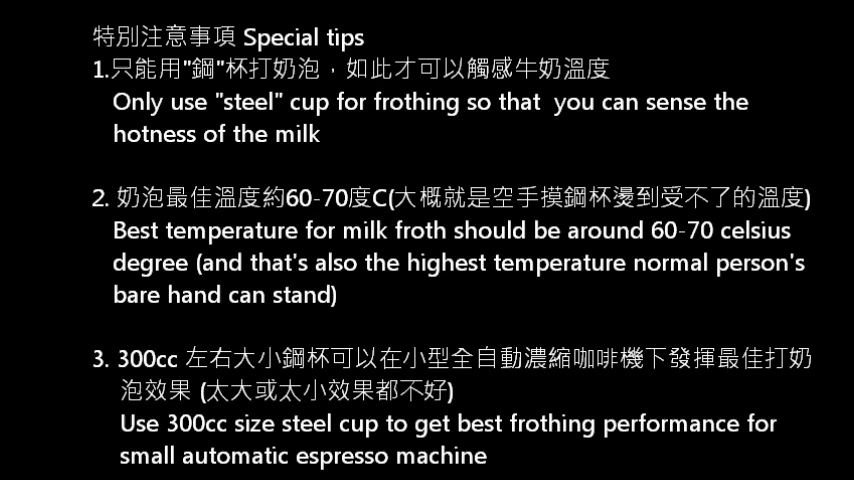 特別注意事項 Special tips
1.只能用"鋼"杯打奶泡，如此才可以觸感牛奶溫度
Only use "steel" cup for frothing so that you can sense the
hotness of the milk
2. 奶泡最佳溫度約60-70度C(大概就是空手摸鋼杯燙到受不了的溫度)
Best temperature for milk froth should be around 60-70 celsius
degree (and that's also the highest temperature normal person's
bare hand can stand)
3. 300cc 左右大小鋼杯可以在小型全自動濃縮咖啡機下發揮最佳打奶
泡效果 (太大或太小效果都不好)
Use 300cc size steel cup to get best frothing performance for
small automatic espresso machine